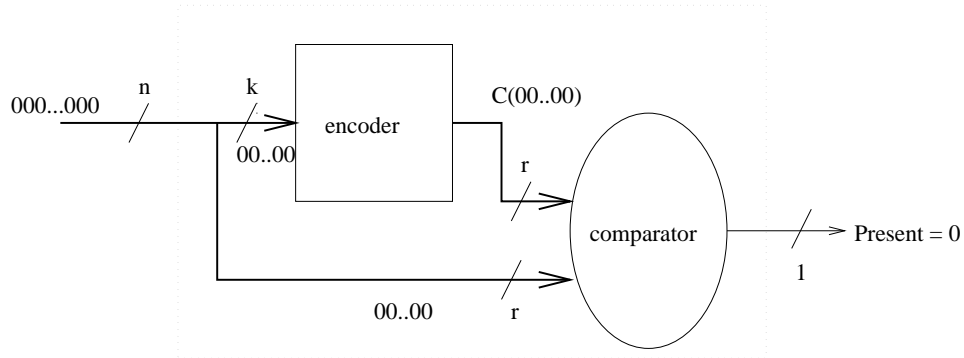 n
k
000...000
C(00..00)
encoder
00..00
r
comparator
Present = 0
1
00..00
r